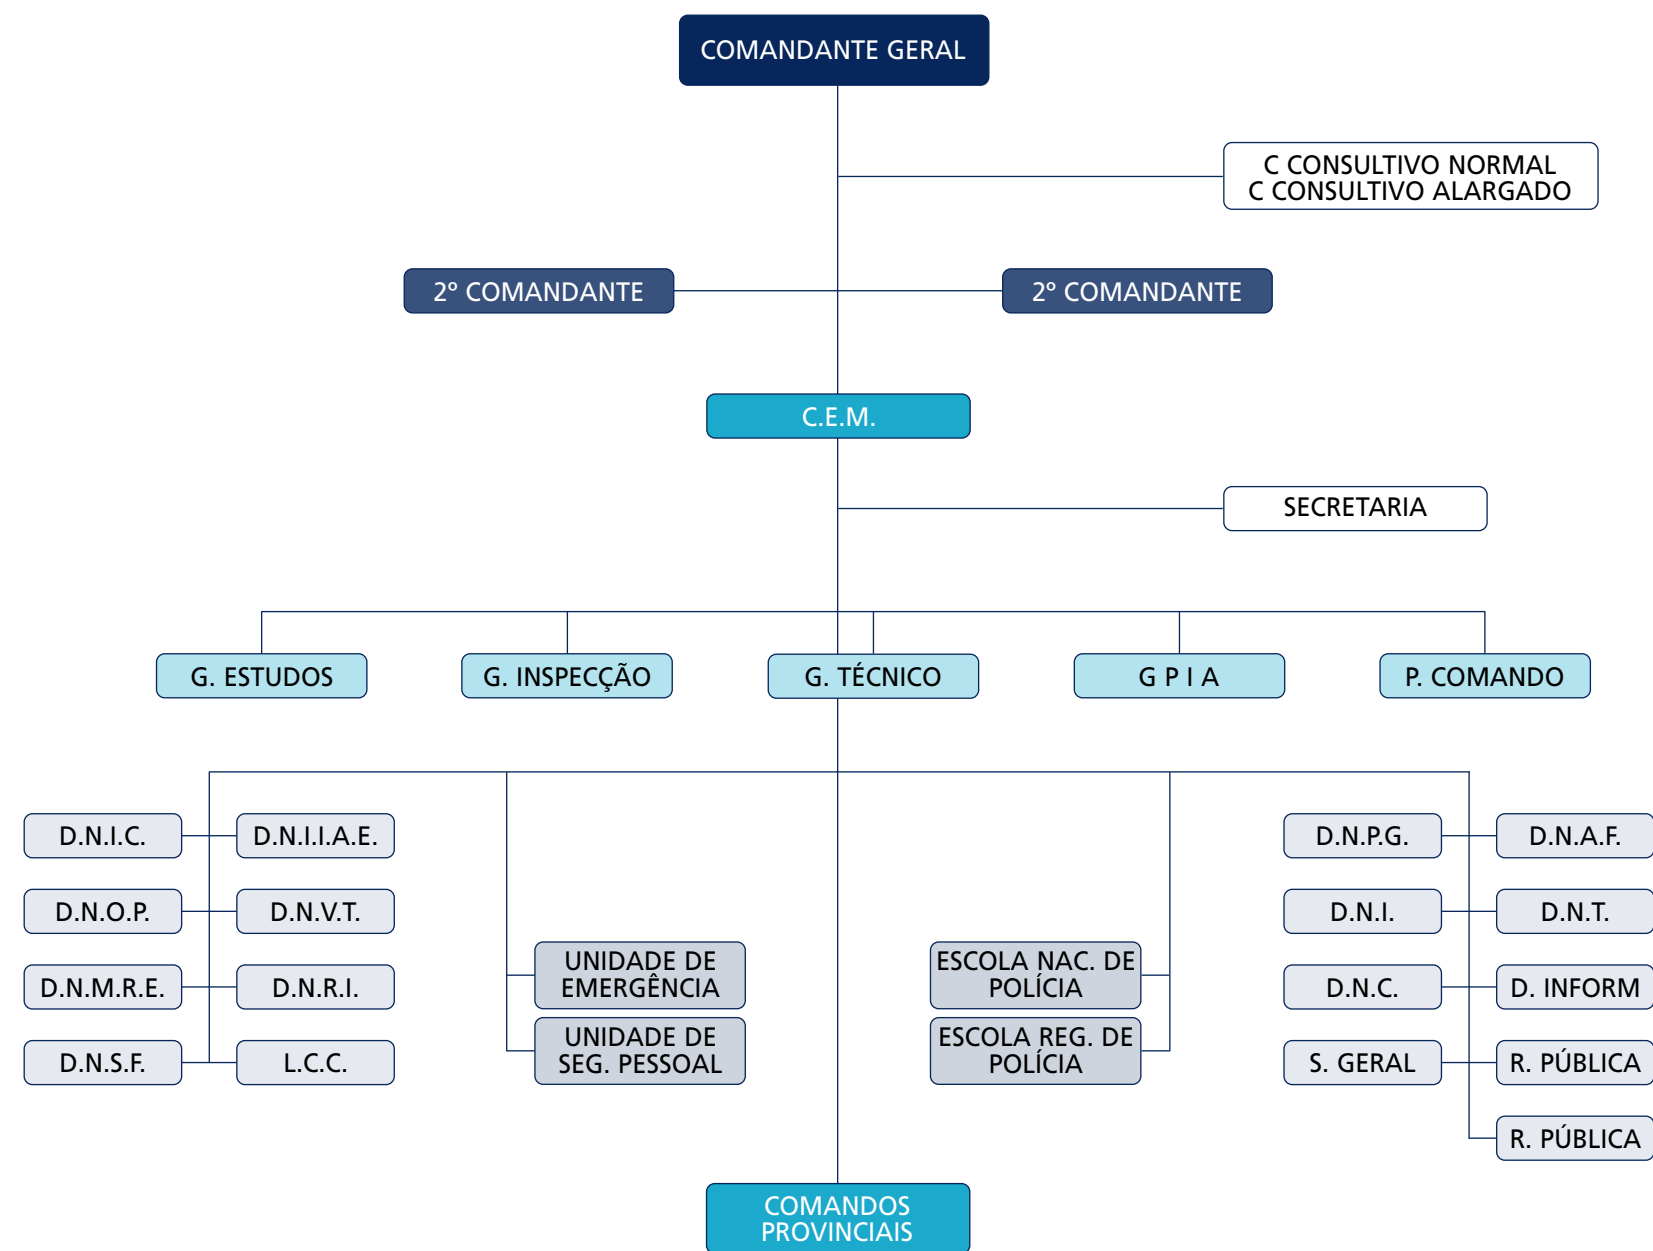 COMANDANTE GERAL
C CONSULTIVO NORMAL
C CONSULTIVO ALARGADO
2º COMANDANTE
2º COMANDANTE
C.E.M.
SECRETARIA
G. ESTUDOS
G. INSPECÇÃO
G. TÉCNICO
G P I A
P. COMANDO
D.N.I.C.
D.N.I.I.A.E.
D.N.O.P.
D.N.V.T.
D.N.M.R.E.
D.N.R.I.
D.N.S.F.
L.C.C.
UNIDADE DE
EMERGÊNCIA
UNIDADE DE
SEG. PESSOAL
ESCOLA NAC. DE
POLÍCIA
ESCOLA REG. DE
POLÍCIA
D.N.P.G.
D.N.A.F.
D.N.I.
D.N.T.
D.N.C.
D. INFORM
S. GERAL
R. PÚBLICA
R. PÚBLICA
COMANDOS
PROVINCIAIS